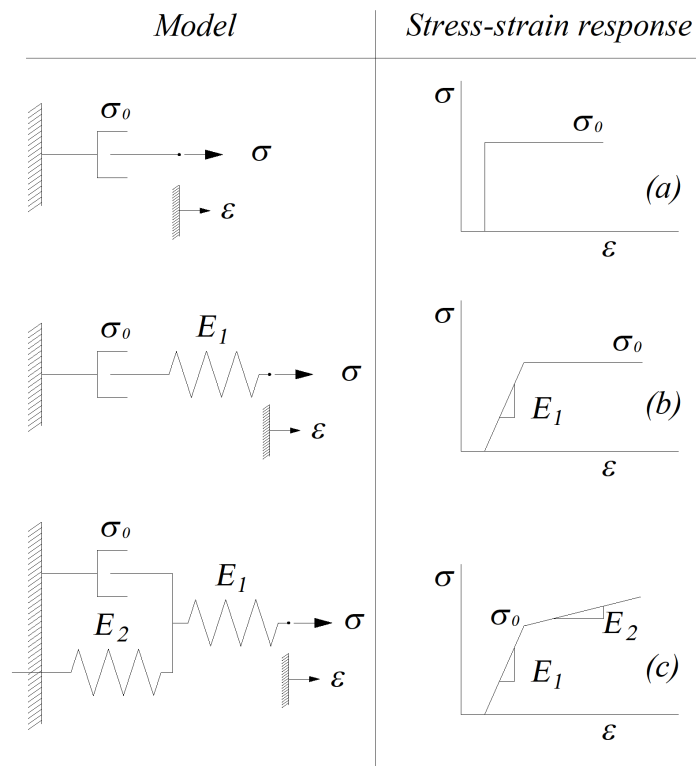 Model Stress-strain response
σ₀
σ
ε
σ
σ₀
(a)
ε
σ₀ E₁
σ
ε
σ
σ₀
E₁ (b)
ε
σ₀
E₁
E₂
σ
ε
σ
σ₀
E₂
E₁ (c)
ε